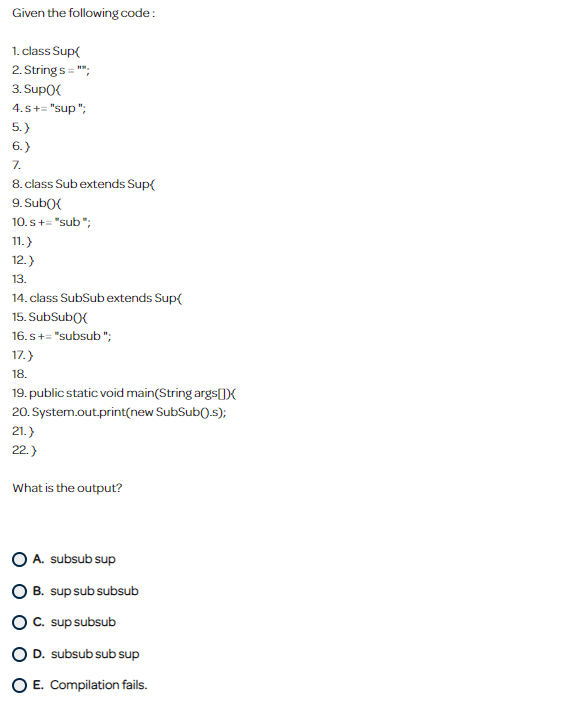 Given the following code :
1. class Sup{
2. String s = "";
3. Sup(){
4. s += "sup ";
5. }
6. }
7.
8. class Sub extends Sup{
9. Sub(){
10. s += "sub ";
11. }
12. }
13.
14. class SubSub extends Sup{
15. SubSub(){
16. s += "subsub ";
17. }
18.
19. public static void main(String args[]){
20. System.out.print(new SubSub().s);
21. }
22. }
What is the output?
A. subsub sup
B. sup sub subsub
C. sup subsub
D. subsub sub sup
E. Compilation fails.